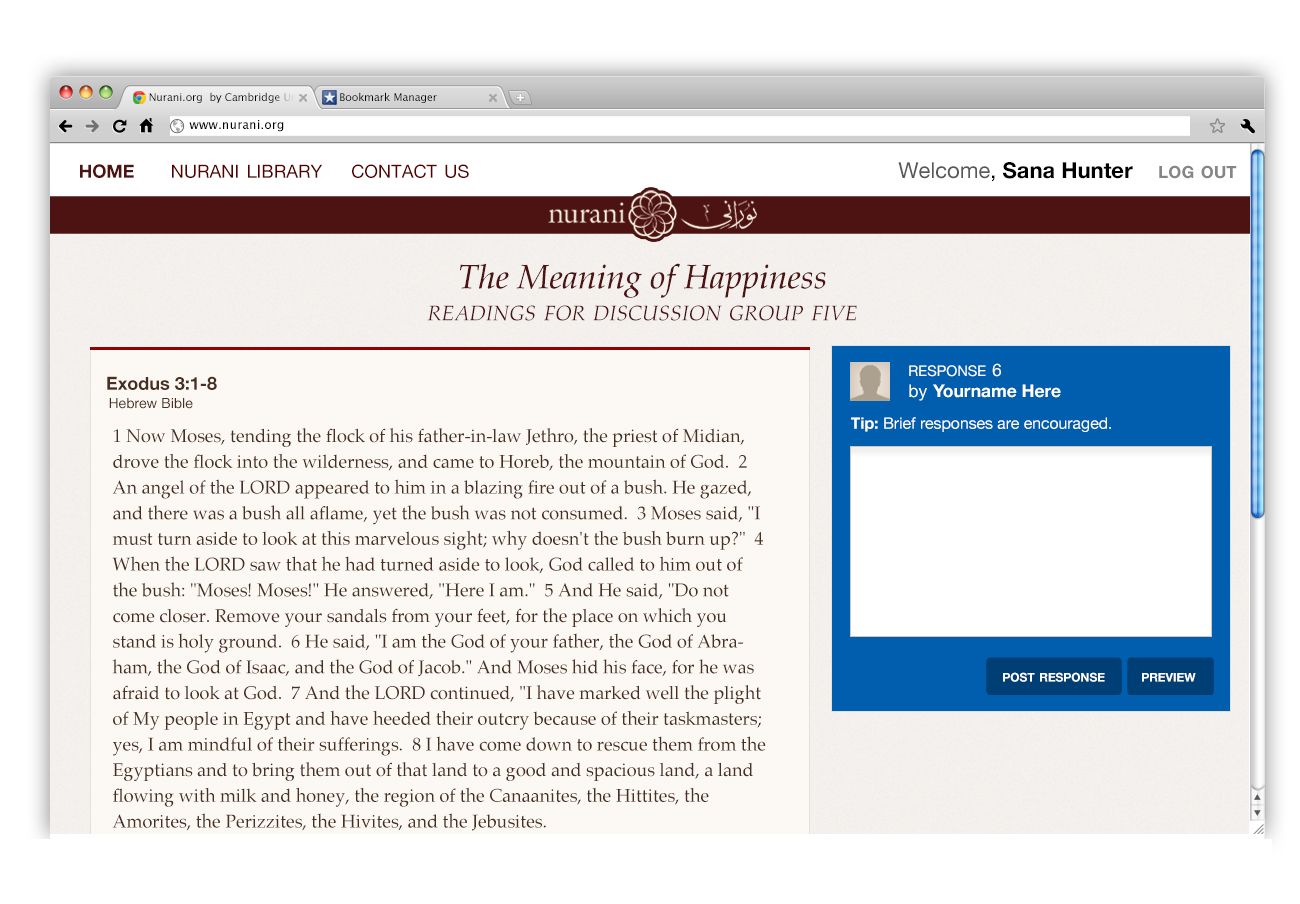 Nurani.org by Cambridge U
Bookmark Manager
www.nurani.org
HOME NURANI LIBRARY CONTACT US
Welcome, Sana Hunter LOG OUT
nurani نوراني
The Meaning of Happiness
READINGS FOR DISCUSSION GROUP FIVE
Exodus 3:1-8
Hebrew Bible
1 Now Moses, tending the flock of his father-in-law Jethro, the priest of Midian,
drove the flock into the wilderness, and came to Horeb, the mountain of God. 2
An angel of the LORD appeared to him in a blazing fire out of a bush. He gazed,
and there was a bush all aflame, yet the bush was not consumed. 3 Moses said, "I
must turn aside to look at this marvelous sight; why doesn't the bush burn up?" 4
When the LORD saw that he had turned aside to look, God called to him out of
the bush: "Moses! Moses!" He answered, "Here I am." 5 And He said, "Do not
come closer. Remove your sandals from your feet, for the place on which you
stand is holy ground. 6 He said, "I am the God of your father, the God of Abra-
ham, the God of Isaac, and the God of Jacob." And Moses hid his face, for he was
afraid to look at God. 7 And the LORD continued, "I have marked well the plight
of My people in Egypt and have heeded their outcry because of their taskmasters;
yes, I am mindful of their sufferings. 8 I have come down to rescue them from the
Egyptians and to bring them out of that land to a good and spacious land, a land
flowing with milk and honey, the region of the Canaanites, the Hittites, the
Amorites, the Perizzites, the Hivites, and the Jebusites.
RESPONSE 6
by Yourname Here
Tip: Brief responses are encouraged.
POST RESPONSE PREVIEW